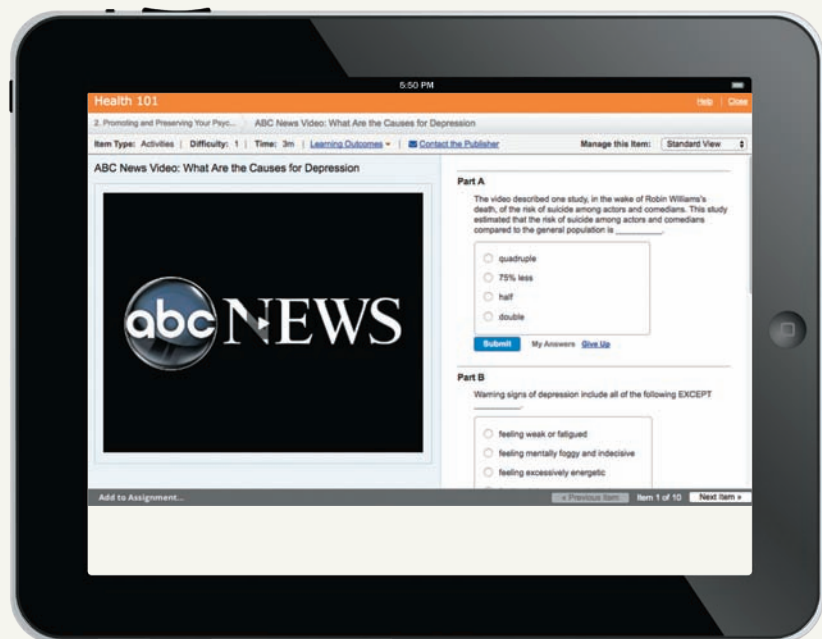 5:50 PM
Health 101
Help | Close
2. Promoting and Preserving Your Psyc... ABC News Video: What Are the Causes for Depression
Item Type: Activities | Difficulty: 1 | Time: 3m | Learning Outcomes | Contact the Publisher Manage this Item: Standard View
ABC News Video: What Are the Causes for Depression
abc NEWS
Part A
The video described one study, in the wake of Robin Williams's
death, of the risk of suicide among actors and comedians. This study
estimated that the risk of suicide among actors and comedians
compared to the general population is __________.
quadruple
75% less
half
double
Submit My Answers Give Up
Part B
Warning signs of depression include all of the following EXCEPT
__________.
feeling weak or fatigued
feeling mentally foggy and indecisive
feeling excessively energetic
Add to Assignment... « Previous Item Item 1 of 10 Next Item »